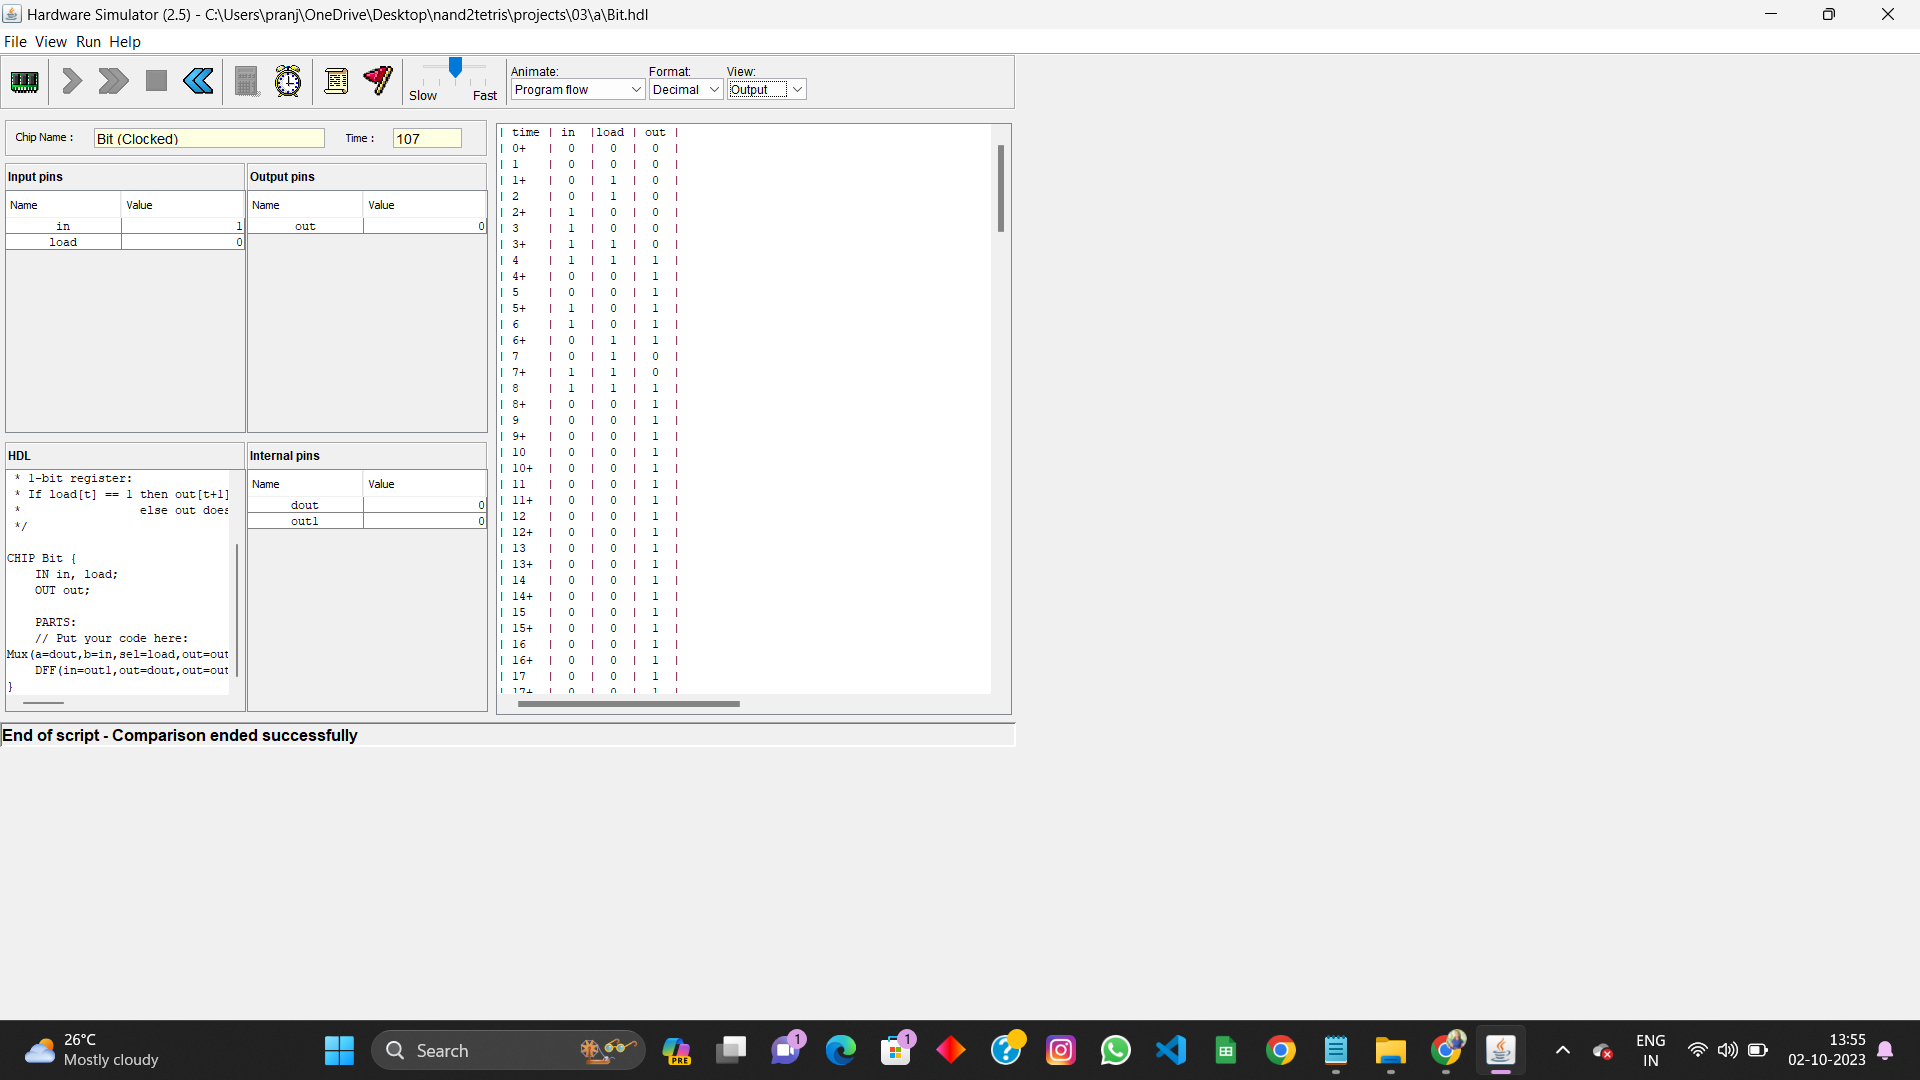 Hardware Simulator (2.5) - C:\Users\pranj\OneDrive\Desktop\nand2tetris\projects\03\a\Bit.hdl
File View Run Help
Slow Fast
Animate: Format: View:
Program flow Decimal Output
Chip Name : Bit (Clocked) Time : 107
Input pins Output pins
Name Value Name Value
in 1 out 0
load 0
HDL Internal pins
Name Value
dout 0
out1 0
* 1-bit register:
* If load[t] == 1 then out[t+1]
* else out does
*/
CHIP Bit {
IN in, load;
OUT out;
PARTS:
// Put your code here:
Mux(a=dout,b=in,sel=load,out=out
DFF(in=out1,out=dout,out=out
}
| time | in |load | out |
| 0+ | 0 | 0 | 0 |
| 1 | 0 | 0 | 0 |
| 1+ | 0 | 1 | 0 |
| 2 | 0 | 1 | 0 |
| 2+ | 1 | 0 | 0 |
| 3 | 1 | 0 | 0 |
| 3+ | 1 | 1 | 0 |
| 4 | 1 | 1 | 1 |
| 4+ | 0 | 0 | 1 |
| 5 | 0 | 0 | 1 |
| 5+ | 1 | 0 | 1 |
| 6 | 1 | 0 | 1 |
| 6+ | 0 | 1 | 1 |
| 7 | 0 | 1 | 0 |
| 7+ | 1 | 1 | 0 |
| 8 | 1 | 1 | 1 |
| 8+ | 0 | 0 | 1 |
| 9 | 0 | 0 | 1 |
| 9+ | 0 | 0 | 1 |
| 10 | 0 | 0 | 1 |
| 10+ | 0 | 0 | 1 |
| 11 | 0 | 0 | 1 |
| 11+ | 0 | 0 | 1 |
| 12 | 0 | 0 | 1 |
| 12+ | 0 | 0 | 1 |
| 13 | 0 | 0 | 1 |
| 13+ | 0 | 0 | 1 |
| 14 | 0 | 0 | 1 |
| 14+ | 0 | 0 | 1 |
| 15 | 0 | 0 | 1 |
| 15+ | 0 | 0 | 1 |
| 16 | 0 | 0 | 1 |
| 16+ | 0 | 0 | 1 |
| 17 | 0 | 0 | 1 |
| 17+ | 0 | 0 | 1 |
End of script - Comparison ended successfully
26°C
Mostly cloudy
Search
PRE
1
1
ENG
IN
13:55
02-10-2023